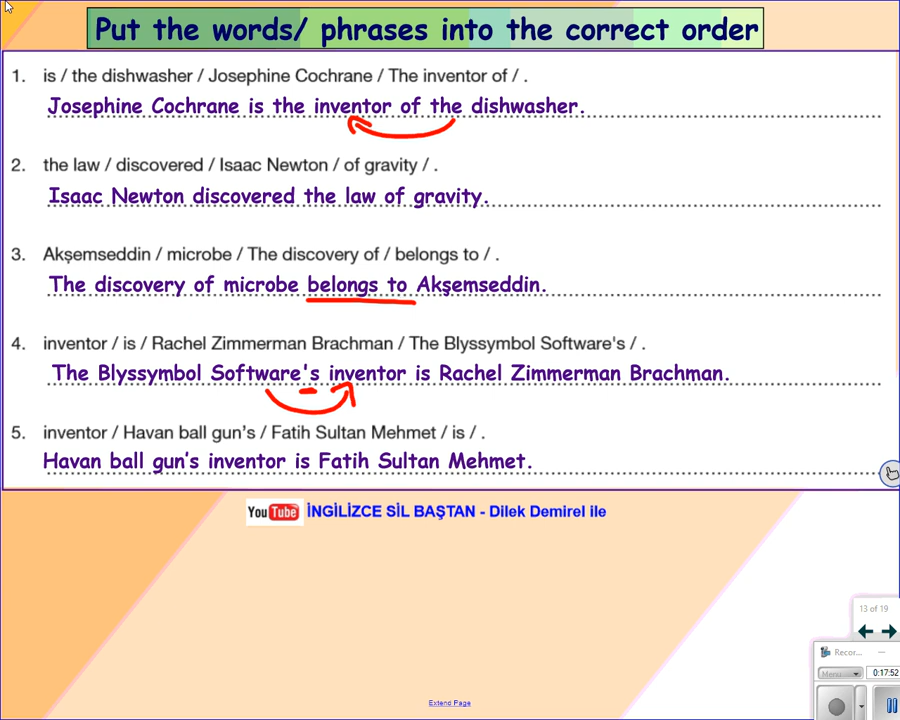 Put the words/ phrases into the correct order
1. is / the dishwasher / Josephine Cochrane / The inventor of / .
Josephine Cochrane is the inventor of the dishwasher.
2. the law / discovered / Isaac Newton / of gravity / .
Isaac Newton discovered the law of gravity.
3. Akşemseddin / microbe / The discovery of / belongs to / .
The discovery of microbe belongs to Akşemseddin.
4. inventor / is / Rachel Zimmerman Brachman / The Blyssymbol Software's / .
The Blyssymbol Software's inventor is Rachel Zimmerman Brachman.
5. inventor / Havan ball gun's / Fatih Sultan Mehmet / is / .
Havan ball gun's inventor is Fatih Sultan Mehmet.
YouTube İNGİLİZCE SİL BAŞTAN - Dilek Demirel ile
13 of 19
Recor...
Menu... 0:17:52
Extend Page